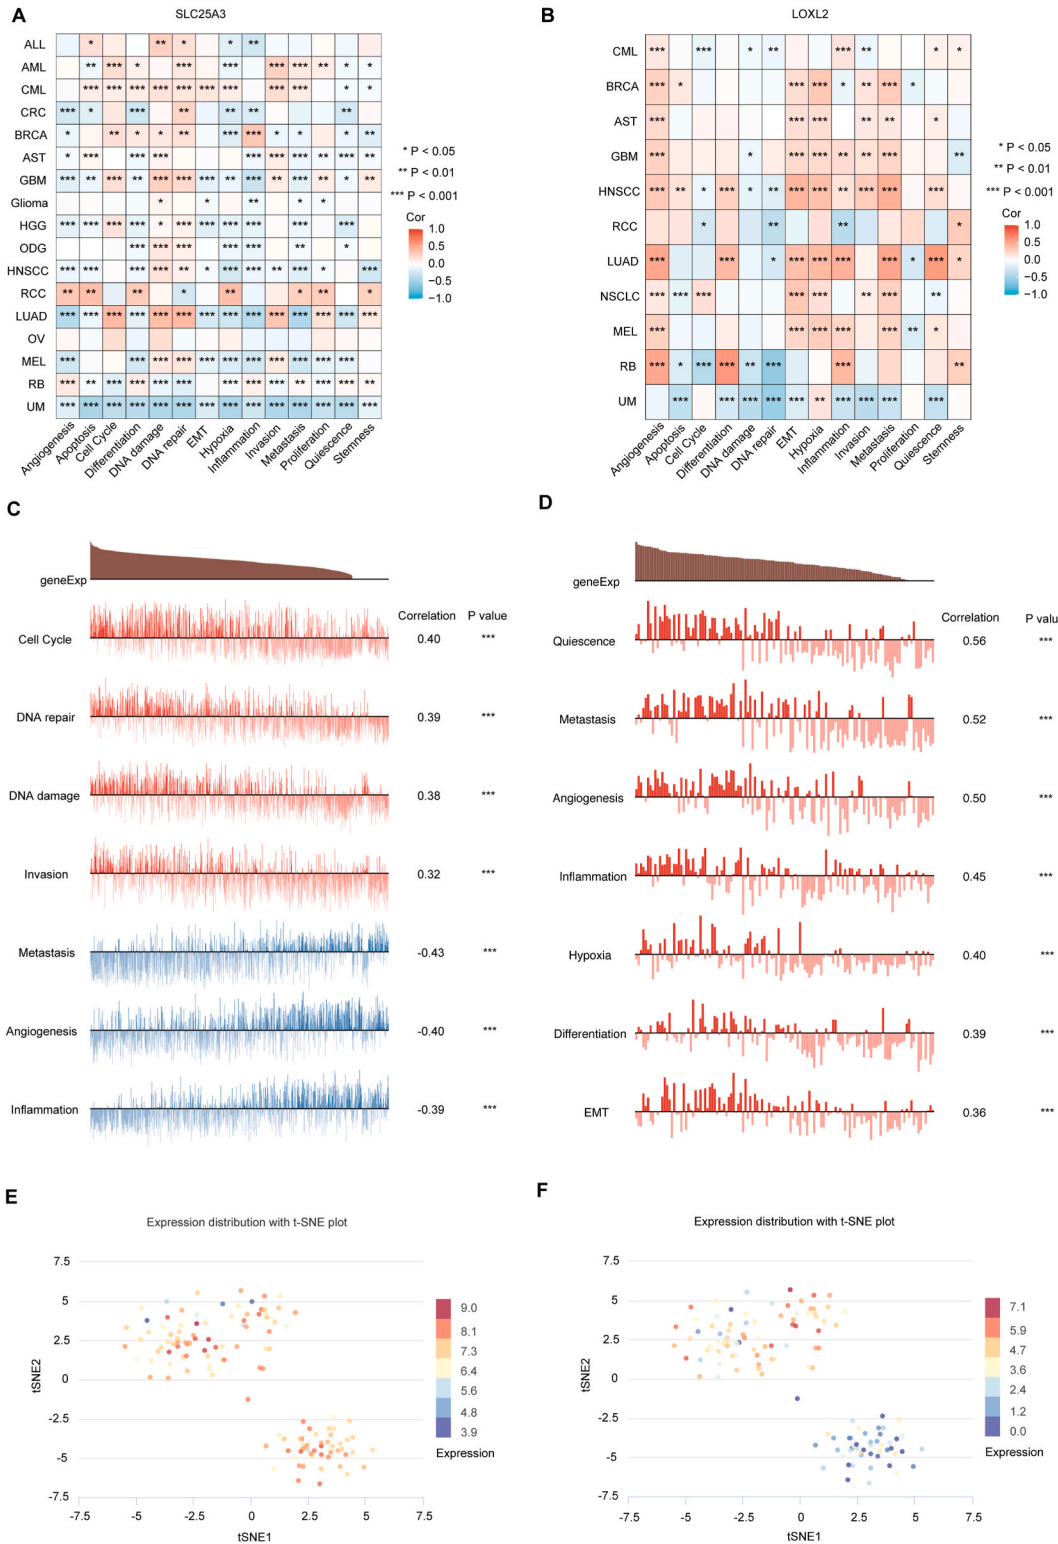 A
SLC25A3
ALL * ** * * **
AML ** *** * *** *** *** *** ** * *
CML *** *** *** *** *** *** *** *** *** * *
CRC *** * *** ** ** ** **
BRCA * ** * * ** *** *** * * * **
AST * *** *** *** *** *** *** ** *** **
GBM *** ** *** ** *** *** *** ** *** *** *** ** * **
Glioma * * ** * *
HGG *** *** *** *** * *** *** *** *** *** ***
ODG *** *** *** *** *** ** *
HNSCC *** *** *** *** ** * *** *** ** *** * ***
RCC ** ** ** * ** * ** *
LUAD *** *** *** *** *** *** *** *** *** *** *** *** *** ***
OV
MEL *** *** *** *** *** *** *** *** *** *** ***
RB *** ** *** *** *** *** *** *** *** ** *** **
UM *** *** *** *** *** *** *** *** *** *** *** *** *** ***
Angiogenesis
Apoptosis
Cell Cycle
Differentiation
DNA damage
DNA repair
EMT
Hypoxia
Inflammation
Invasion
Metastasis
Proliferation
Quiescence
Stemness
* P < 0.05
** P < 0.01
*** P < 0.001
Cor
1.0
0.5
0.0
−0.5
−1.0
B
LOXL2
CML *** *** * ** *** ** * *
BRCA *** * *** *** * ** *** *
AST *** *** *** ** ** *
GBM *** * *** *** ** ** *** **
HNSCC *** ** * *** * ** *** *** ** *** *** ***
RCC *** * ** ** *
LUAD *** *** * *** *** *** *** * *** *
NSCLC *** *** *** *** *** ** *** **
MEL *** *** *** *** *** ** *
RB *** * *** *** ** *** *** **
UM *** *** *** *** *** ** *** *** *** ***
Angiogenesis
Apoptosis
Cell Cycle
Differentiation
DNA damage
DNA repair
EMT
Hypoxia
Inflammation
Invasion
Metastasis
Proliferation
Quiescence
Stemness
* P < 0.05
** P < 0.01
*** P < 0.001
Cor
1.0
0.5
0.0
−0.5
−1.0
C
geneExp
Correlation P value
Cell Cycle 0.40 ***
DNA repair 0.39 ***
DNA damage 0.38 ***
Invasion 0.32 ***
Metastasis -0.43 ***
Angiogenesis -0.40 ***
Inflammation -0.39 ***
D
geneExp
Correlation P valu
Quiescence 0.56 ***
Metastasis 0.52 ***
Angiogenesis 0.50 ***
Inflammation 0.45 ***
Hypoxia 0.40 ***
Differentiation 0.39 ***
EMT 0.36 ***
E
Expression distribution with t-SNE plot
7.5
5
2.5
0
-2.5
-5
-7.5
tSNE2
-7.5 -5 -2.5 0 2.5 5 7.5
tSNE1
9.0
8.1
7.3
6.4
5.6
4.8
3.9
Expression
F
Expression distribution with t-SNE plot
7.5
5
2.5
0
-2.5
-5
-7.5
tSNE2
-7.5 -5 -2.5 0 2.5 5 7.5
tSNE1
7.1
5.9
4.7
3.6
2.4
1.2
0.0
Expression